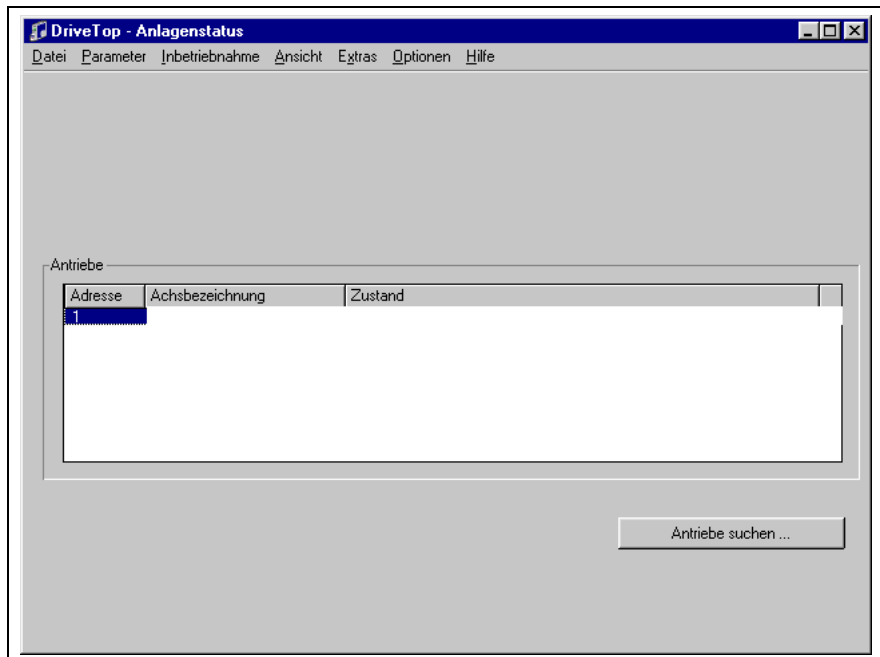 DriveTop - Anlagenstatus
Datei Parameter Inbetriebnahme Ansicht Extras Optionen Hilfe
Antriebe
Adresse Achsbezeichnung Zustand
1
Antriebe suchen ...